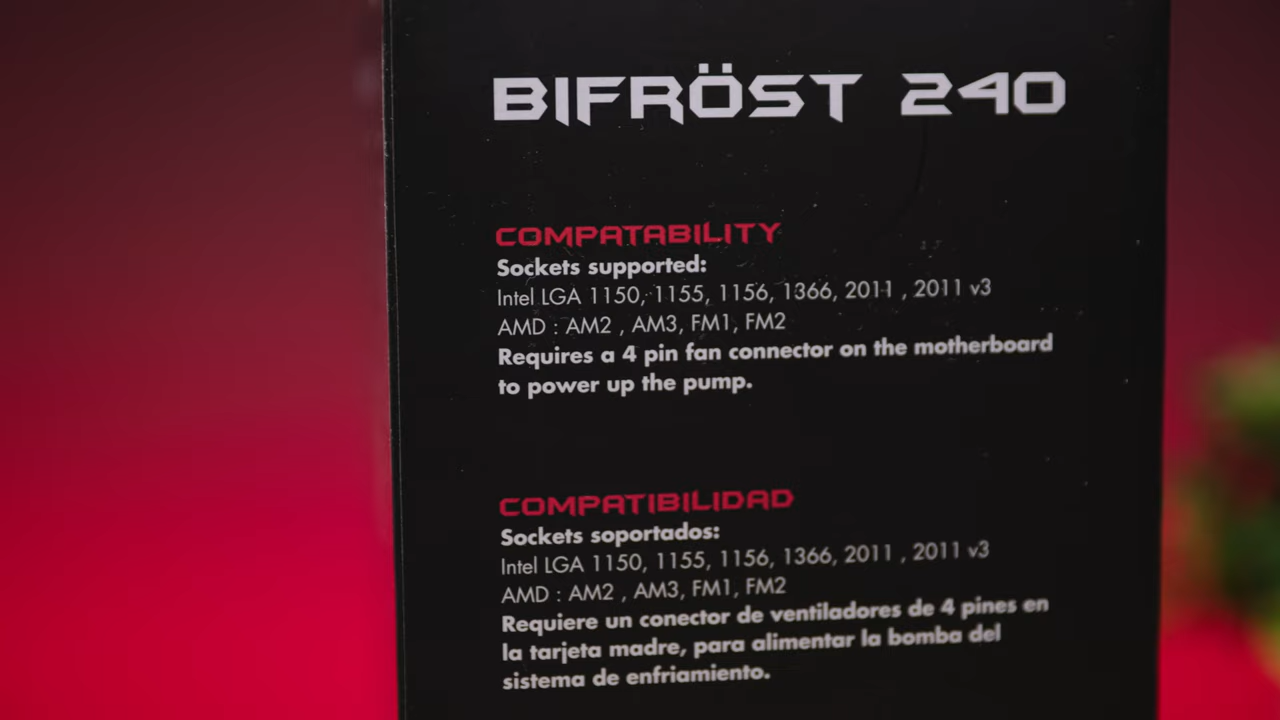 BIFRÖST 240
COMPATABILITY
Sockets supported:
Intel LGA 1150, 1155, 1156, 1366, 2011 , 2011 v3
AMD : AM2 , AM3, FM1, FM2
Requires a 4 pin fan connector on the motherboard
to power up the pump.
COMPATIBILIDAD
Sockets soportados:
Intel LGA 1150, 1155, 1156, 1366, 2011 , 2011 v3
AMD : AM2 , AM3, FM1, FM2
Requiere un conector de ventiladores de 4 pines en
la tarjeta madre, para alimentar la bomba del
sistema de enfriamiento.